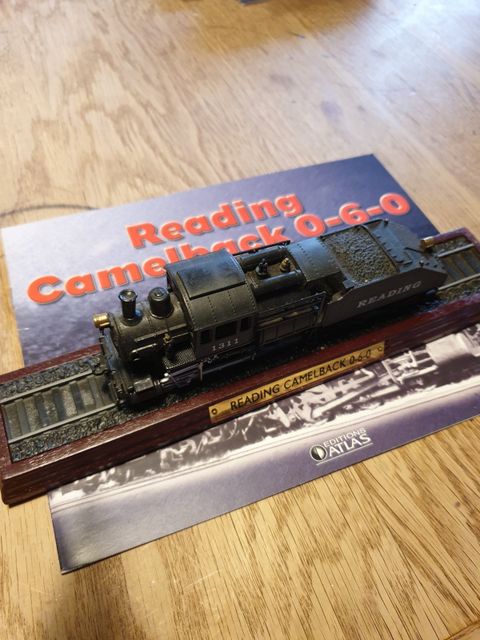 Reading
Camelback 0-6-0
1311
READING
READING CAMELBACK 0-6-0
EDITIONS
ATLAS